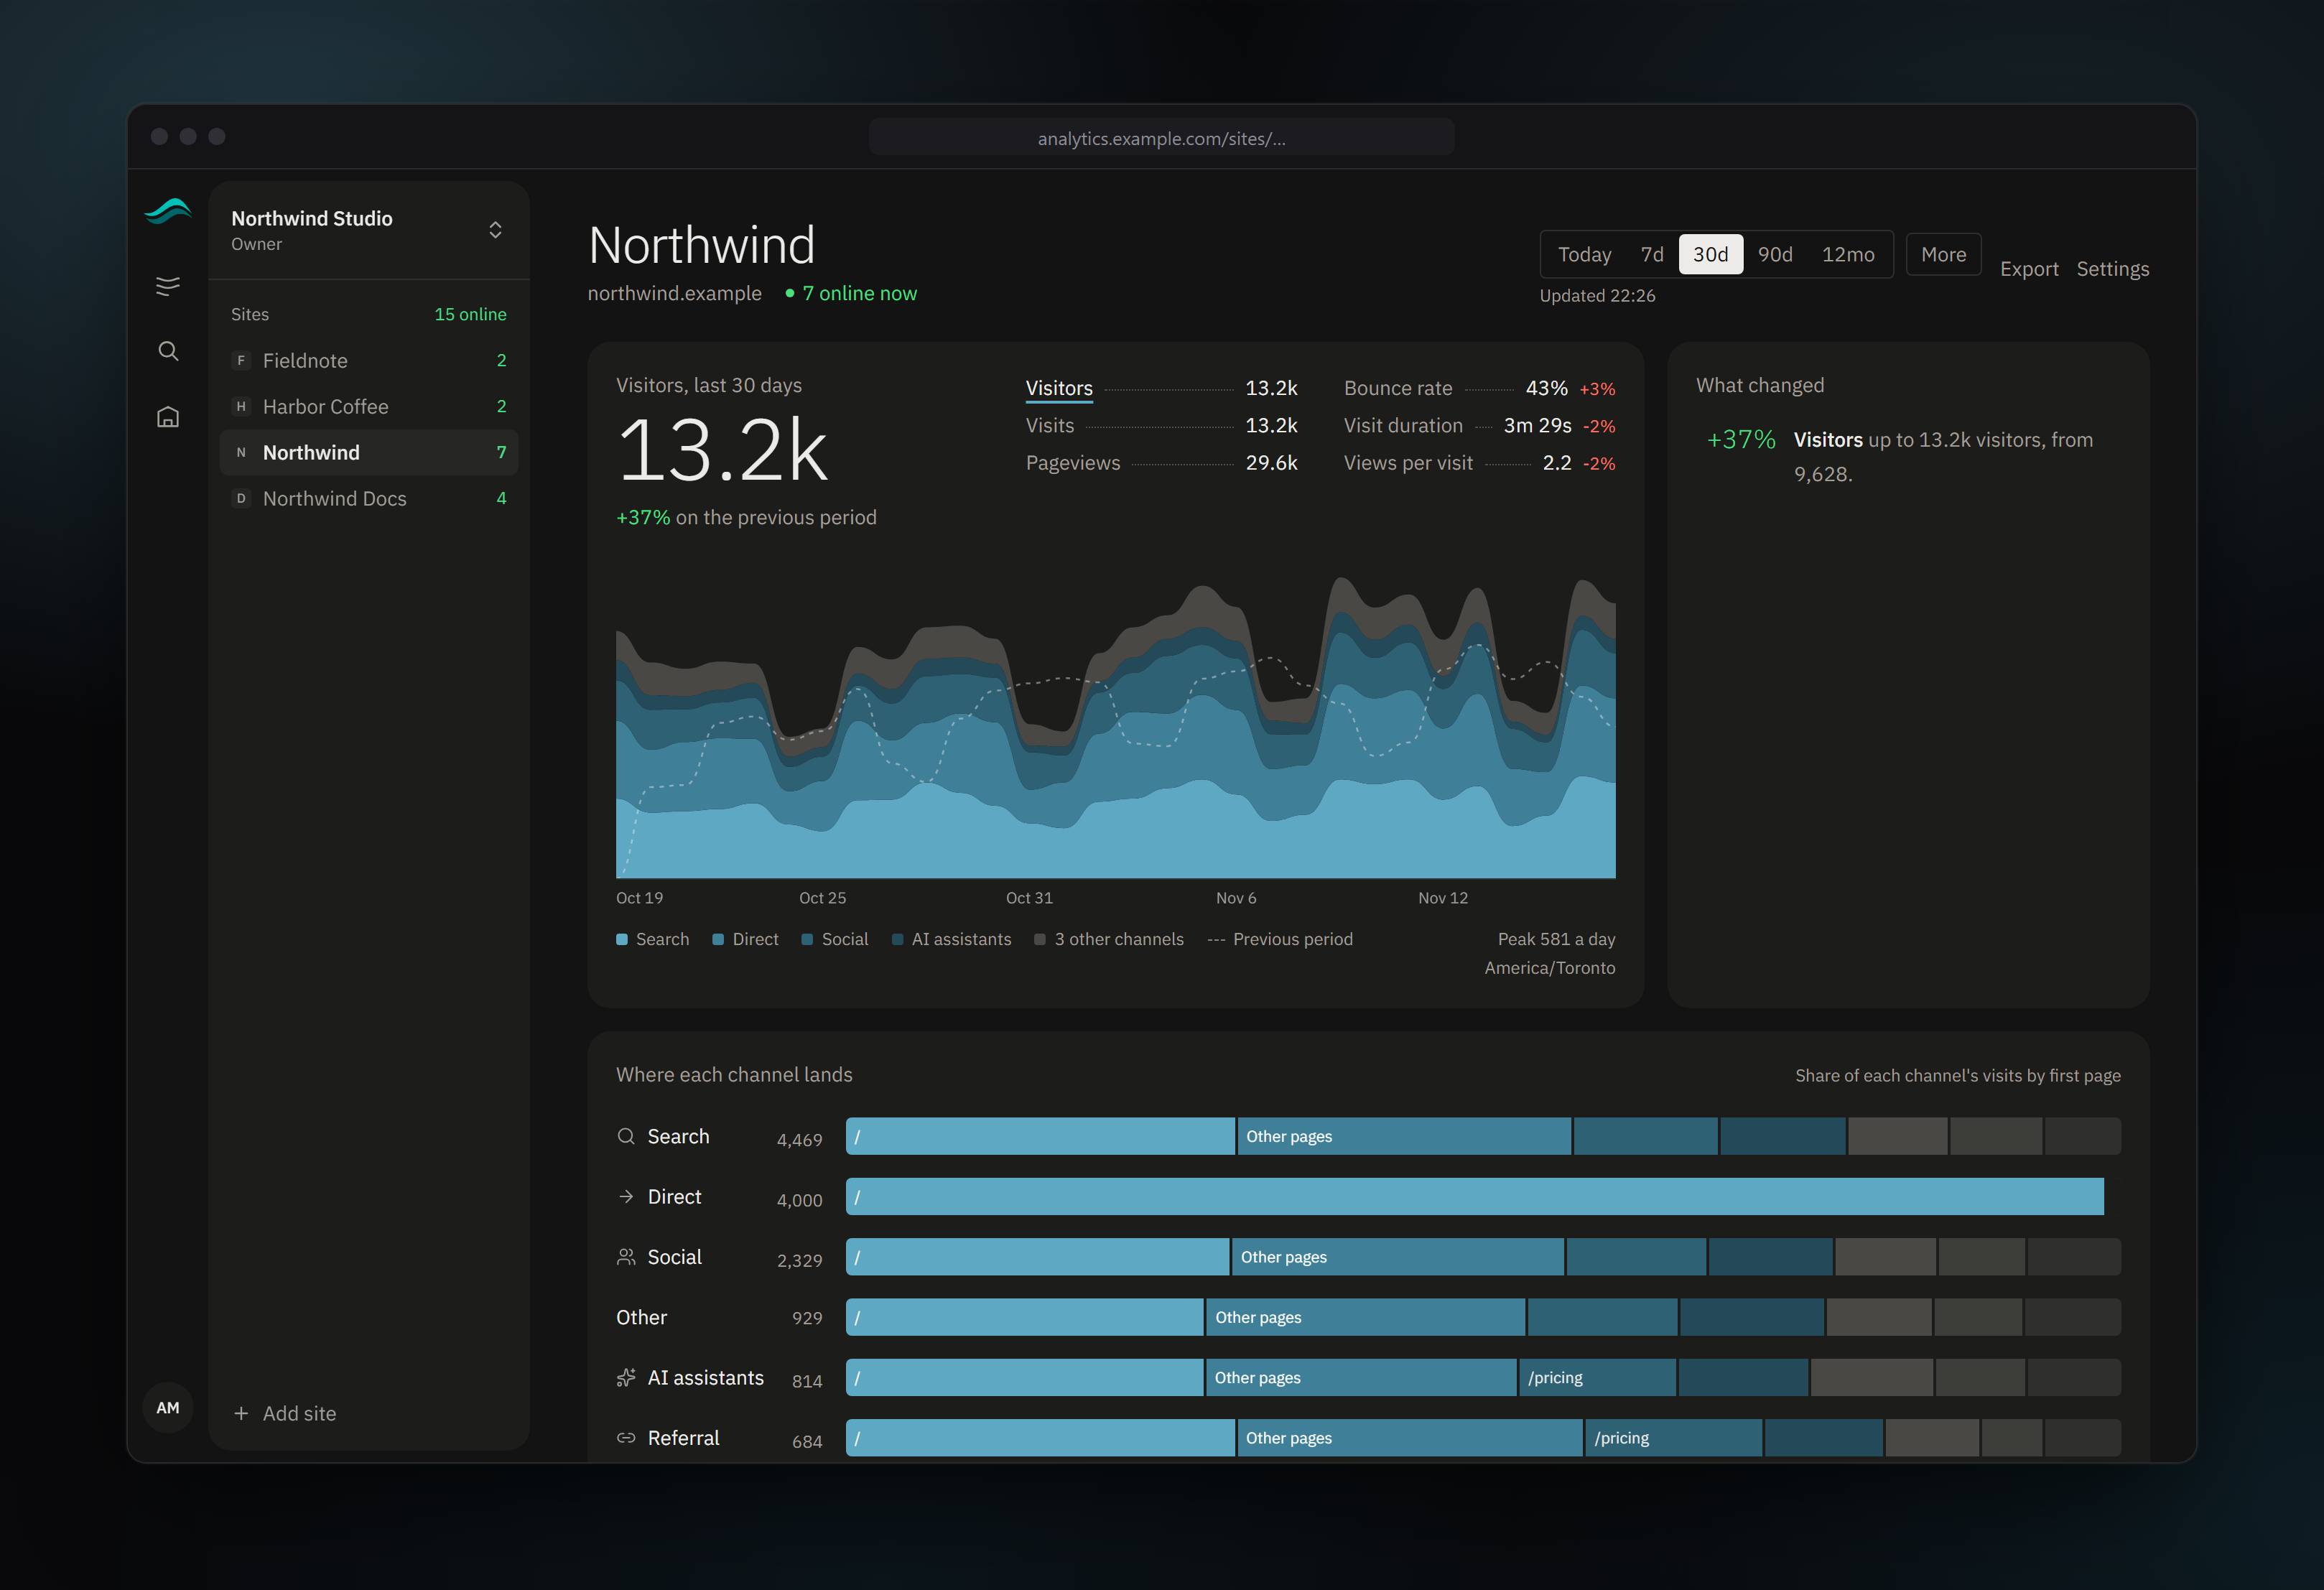 analytics.example.com/sites/...
Northwind Studio
Owner
Sites 15 online
F Fieldnote 2
H Harbor Coffee 2
N Northwind 7
D Northwind Docs 4
+ Add site
AM
Northwind
northwind.example 7 online now
Today 7d 30d 90d 12mo More Export Settings
Updated 22:26
Visitors, last 30 days
13.2k
+37% on the previous period
Visitors 13.2k
Visits 13.2k
Pageviews 29.6k
Bounce rate 43% +3%
Visit duration 3m 29s -2%
Views per visit 2.2 -2%
Oct 19 Oct 25 Oct 31 Nov 6 Nov 12
Search Direct Social AI assistants 3 other channels Previous period
Peak 581 a day
America/Toronto
What changed
+37% Visitors up to 13.2k visitors, from
9,628.
Where each channel lands
Share of each channel's visits by first page
Search 4,469 / Other pages
Direct 4,000 /
Social 2,329 / Other pages
Other 929 / Other pages
AI assistants 814 / Other pages /pricing
Referral 684 / Other pages /pricing